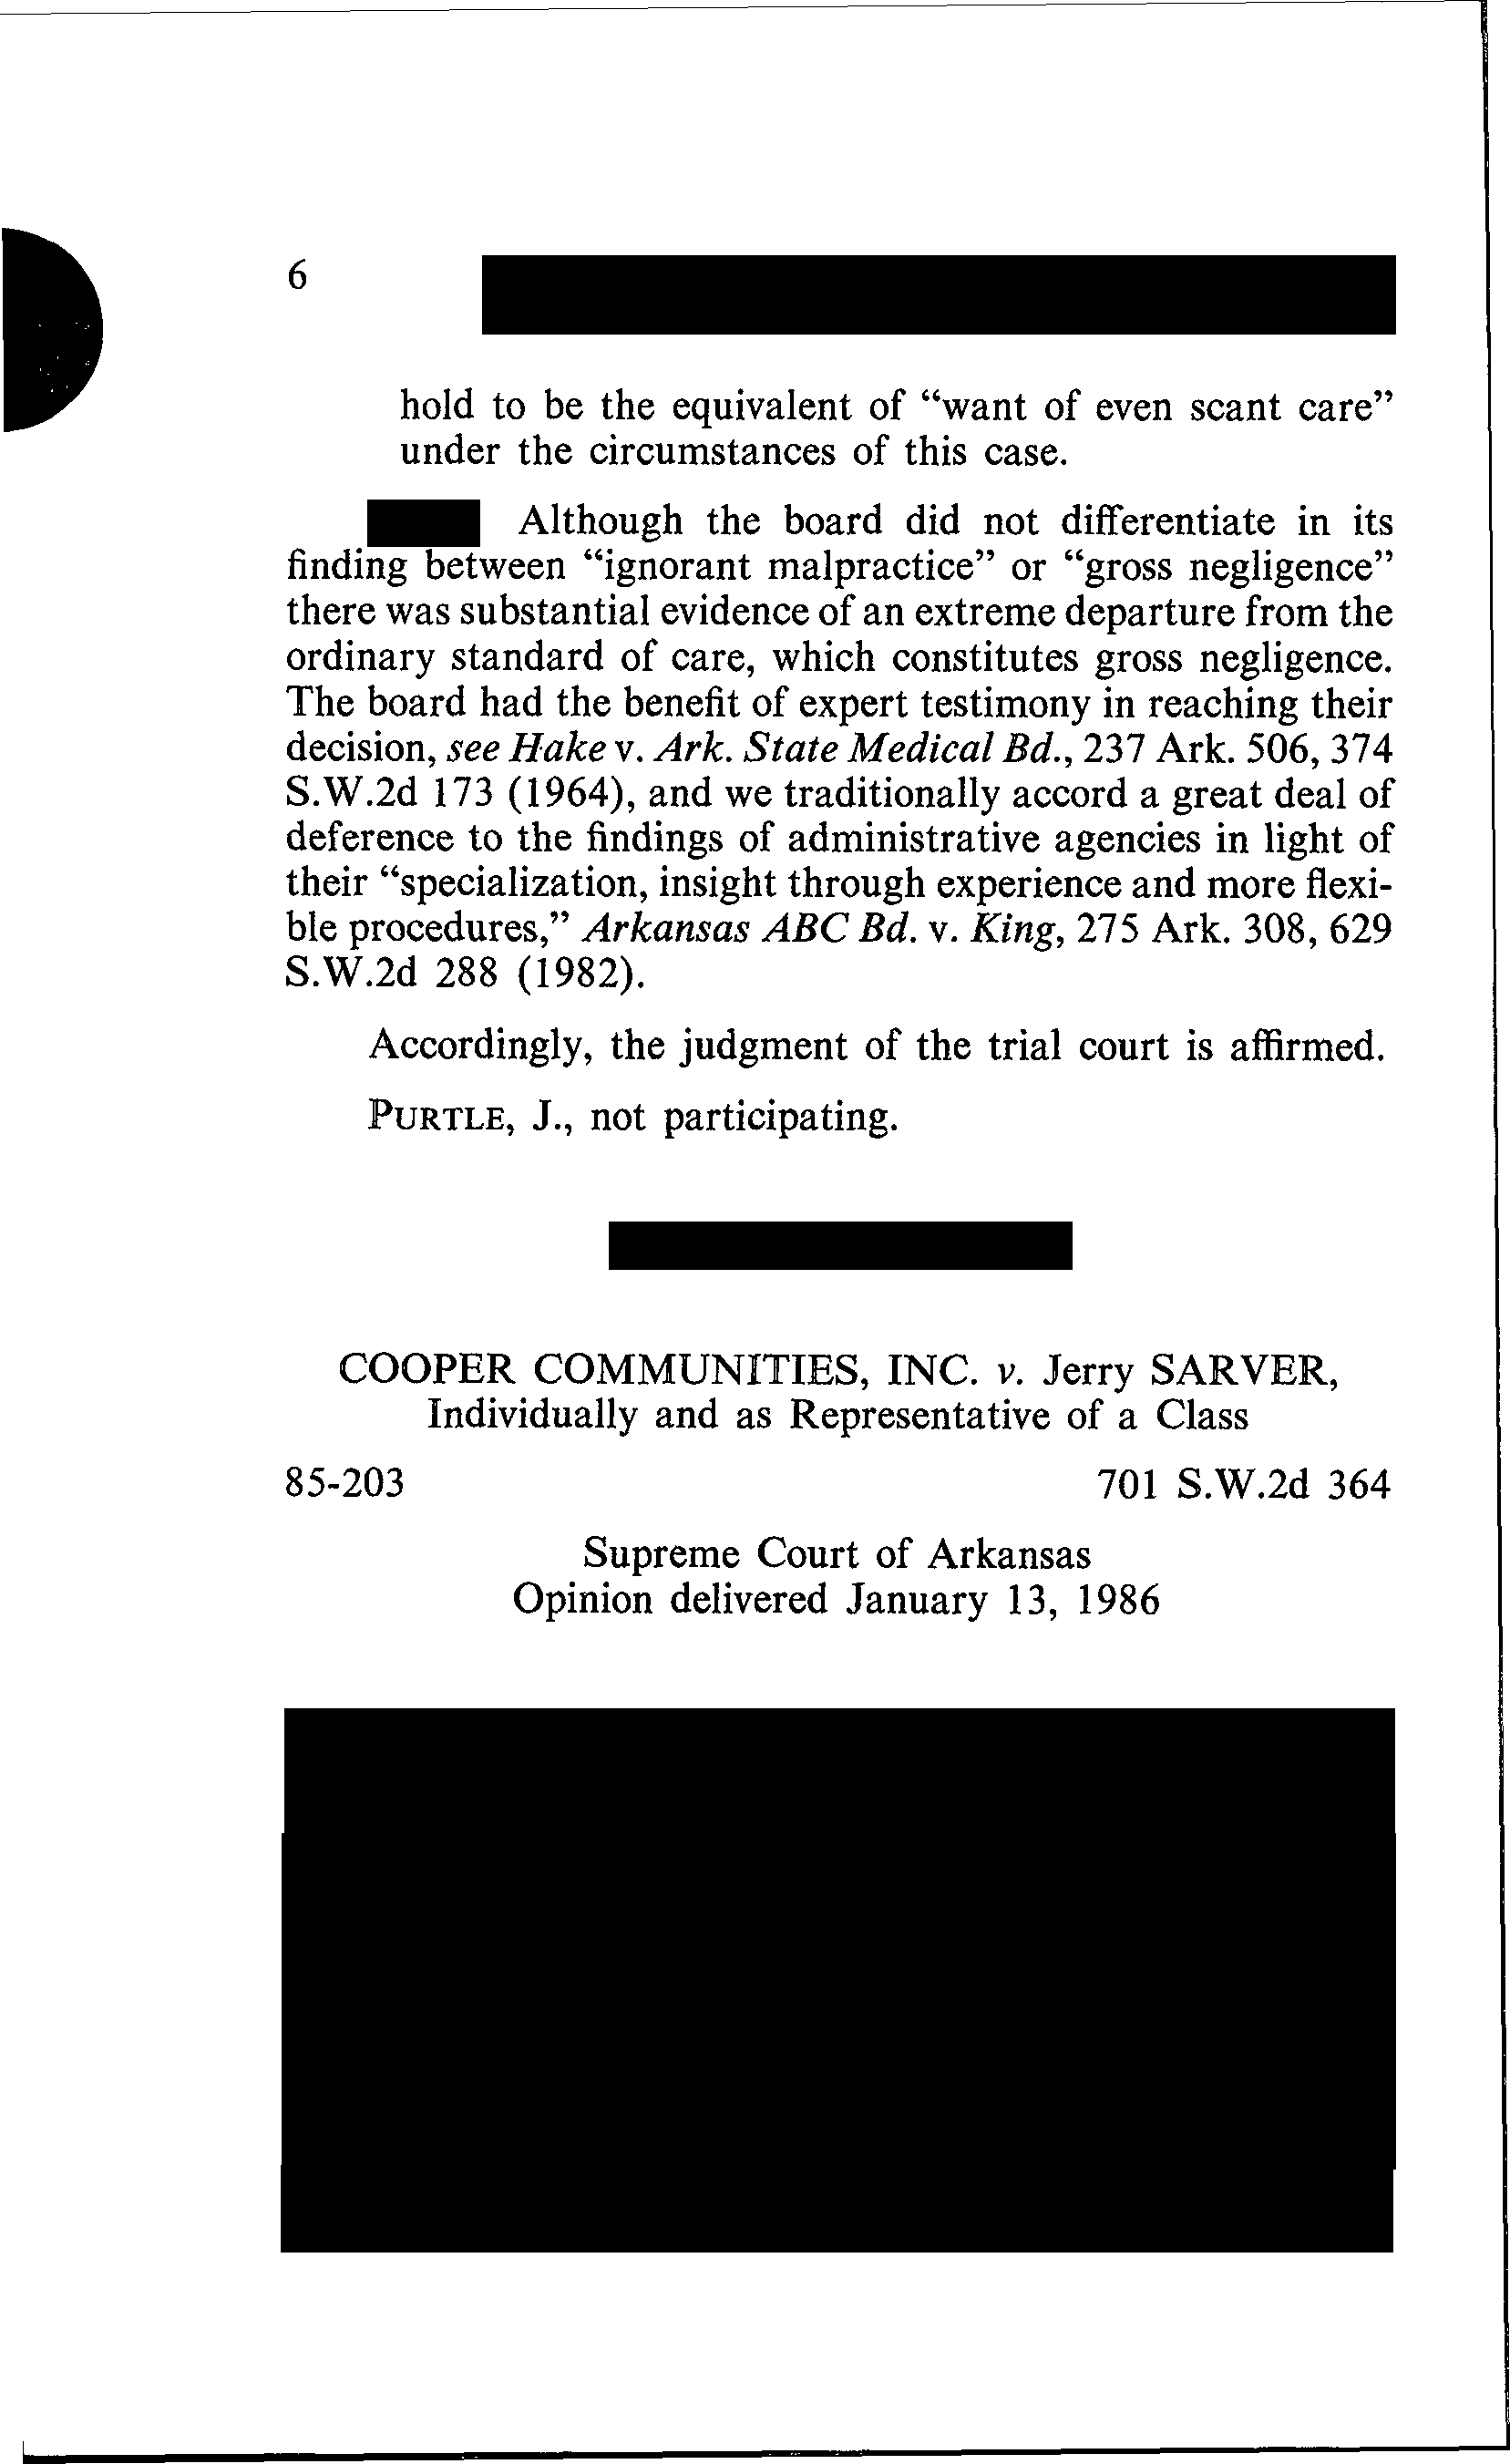 6
hold to be the equivalent of “want of even scant care”
under the circumstances of this case.
Although the board did not differentiate in its
finding between “ignorant malpractice” or “gross negligence”
there was substantial evidence of an extreme departure from the
ordinary standard of care, which constitutes gross negligence.
The board had the benefit of expert testimony in reaching their
decision, see Hake v. Ark. State Medical Bd., 237 Ark. 506, 374
S.W.2d 173 (1964), and we traditionally accord a great deal of
deference to the findings of administrative agencies in light of
their “specialization, insight through experience and more flexi-
ble procedures,” Arkansas ABC Bd. v. King, 275 Ark. 308, 629
S.W.2d 288 (1982).
Accordingly, the judgment of the trial court is affirmed.
PURTLE, J., not participating.
COOPER COMMUNITIES, INC. v. Jerry SARVER,
Individually and as Representative of a Class
85-203 701 S.W.2d 364
Supreme Court of Arkansas
Opinion delivered January 13, 1986